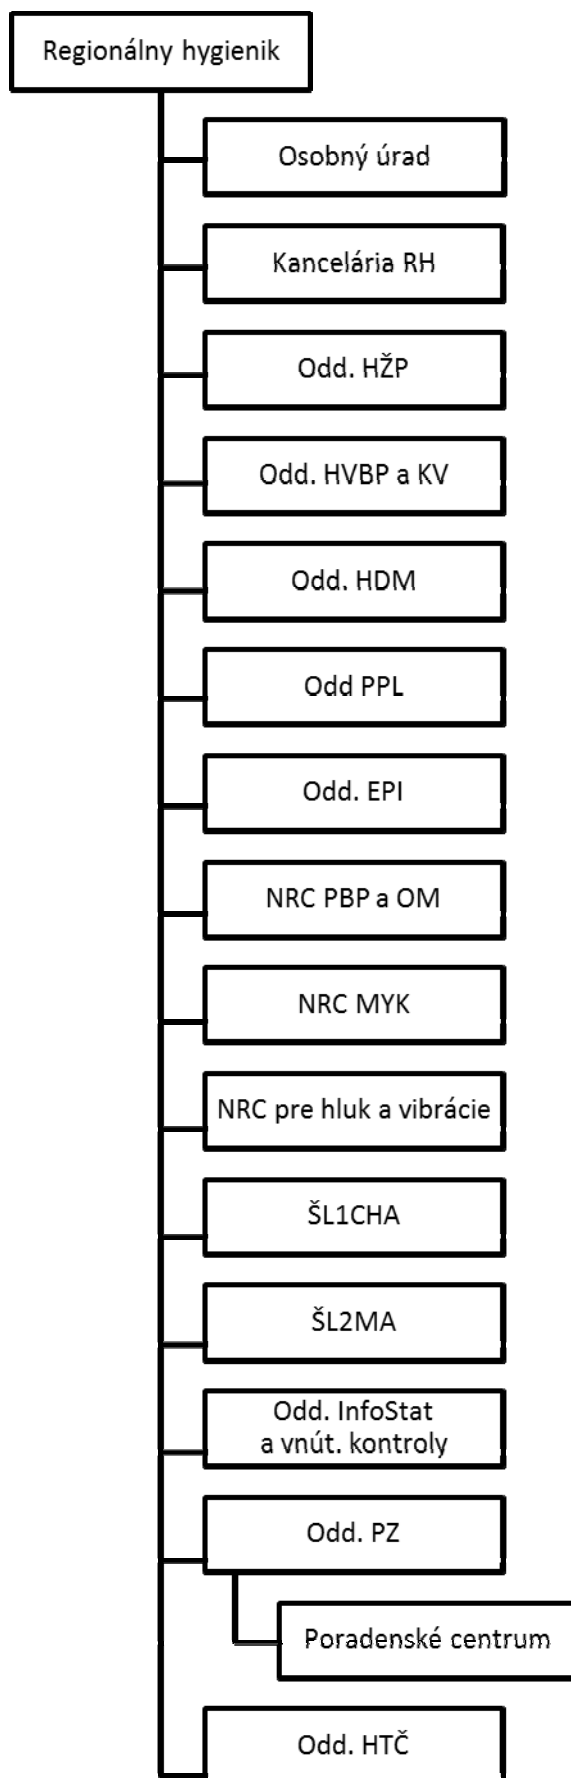 Regionálny hygienik
Osobný úrad
Kancelária RH
Odd. HŽP
Odd. HVBP a KV
Odd. HDM
Odd PPL
Odd. EPI
NRC PBP a OM
NRC MYK
NRC pre hluk a vibrácie
ŠL1CHA
ŠL2MA
Odd. InfoStat
a vnút. kontroly
Odd. PZ
Poradenské centrum
Odd. HTČ